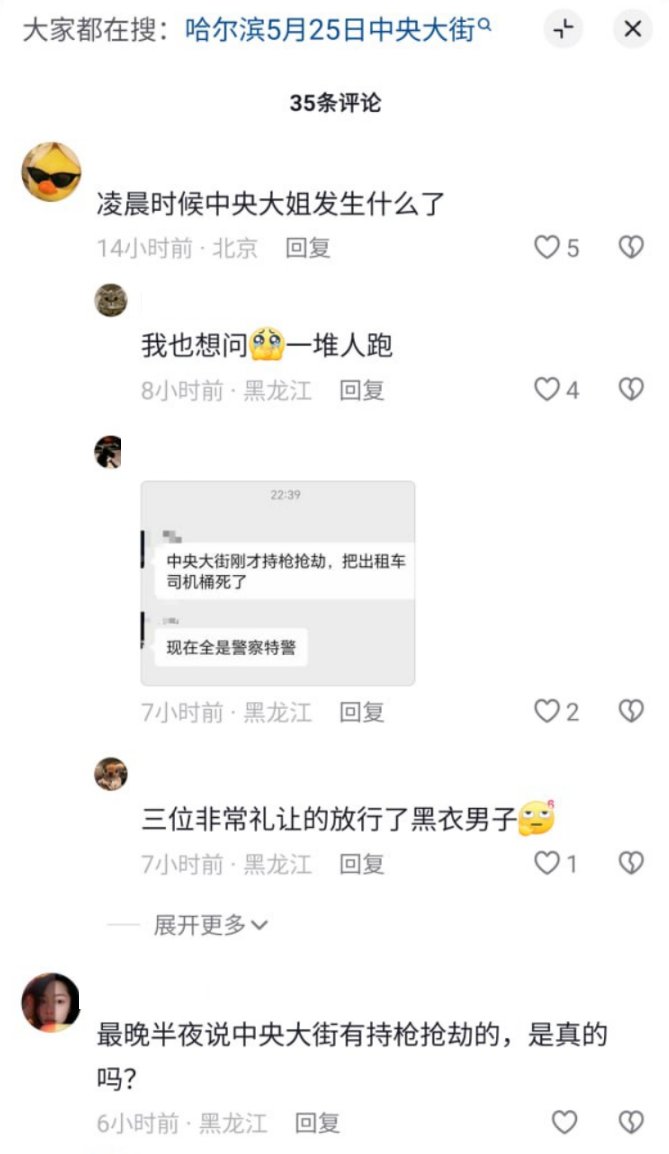 大家都在搜：哈尔滨5月25日中央大街
35条评论
凌晨时候中央大姐发生什么了
14小时前 · 北京 回复 5
我也想问🥹一堆人跑
8小时前 · 黑龙江 回复 4
22:39
中央大街刚才持枪抢劫，把出租车
司机桶死了
现在全是警察特警
7小时前 · 黑龙江 回复 2
三位非常礼让的放行了黑衣男子
7小时前 · 黑龙江 回复 1
展开更多
最晚半夜说中央大街有持枪抢劫的，是真的
吗？
6小时前 · 黑龙江 回复